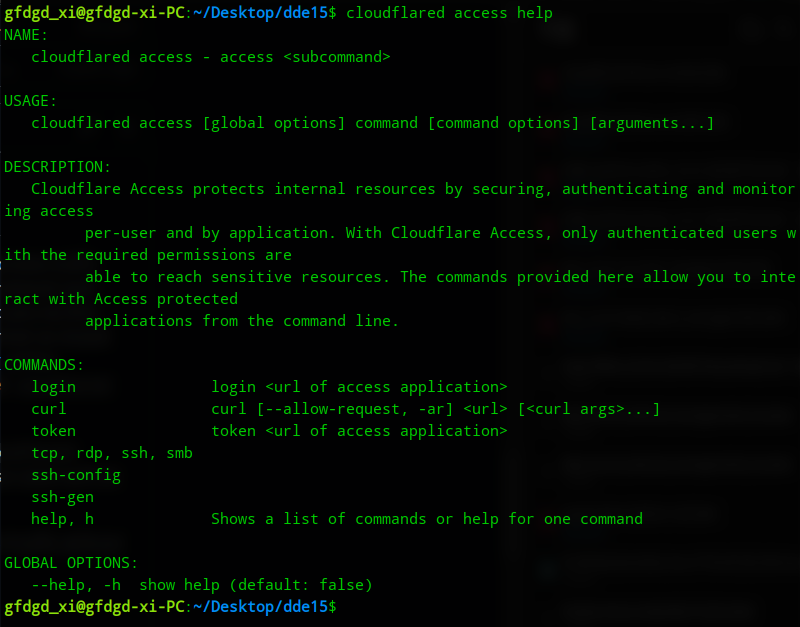 gfdgd_xi@gfdgd-xi-PC:~/Desktop/dde15$ cloudflared access help
NAME:
   cloudflared access - access <subcommand>

USAGE:
   cloudflared access [global options] command [command options] [arguments...]

DESCRIPTION:
   Cloudflare Access protects internal resources by securing, authenticating and monitor
ing access
         per-user and by application. With Cloudflare Access, only authenticated users w
ith the required permissions are
         able to reach sensitive resources. The commands provided here allow you to inte
ract with Access protected
         applications from the command line.

COMMANDS:
   login               login <url of access application>
   curl                curl [--allow-request, -ar] <url> [<curl args>...]
   token               token <url of access application>
   tcp, rdp, ssh, smb
   ssh-config
   ssh-gen
   help, h             Shows a list of commands or help for one command

GLOBAL OPTIONS:
   --help, -h  show help (default: false)
gfdgd_xi@gfdgd-xi-PC:~/Desktop/dde15$